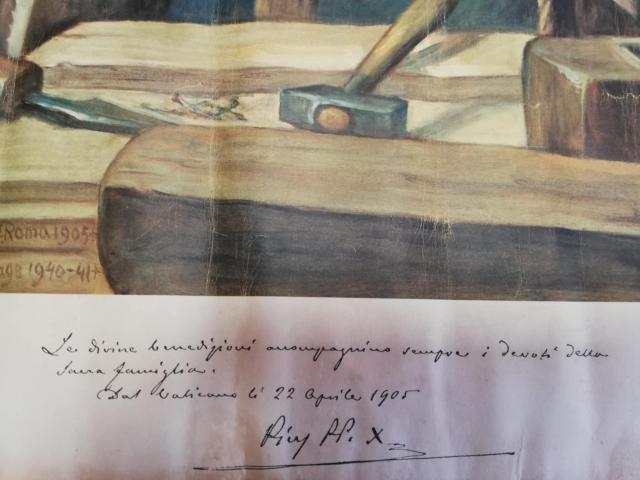 Roma 1905
age 1940-41
Le divine benedizioni accompagnino sempre i devoti della
Sacra famiglia.
Dal Vaticano li 22 Aprile 1905
Pius PP. X